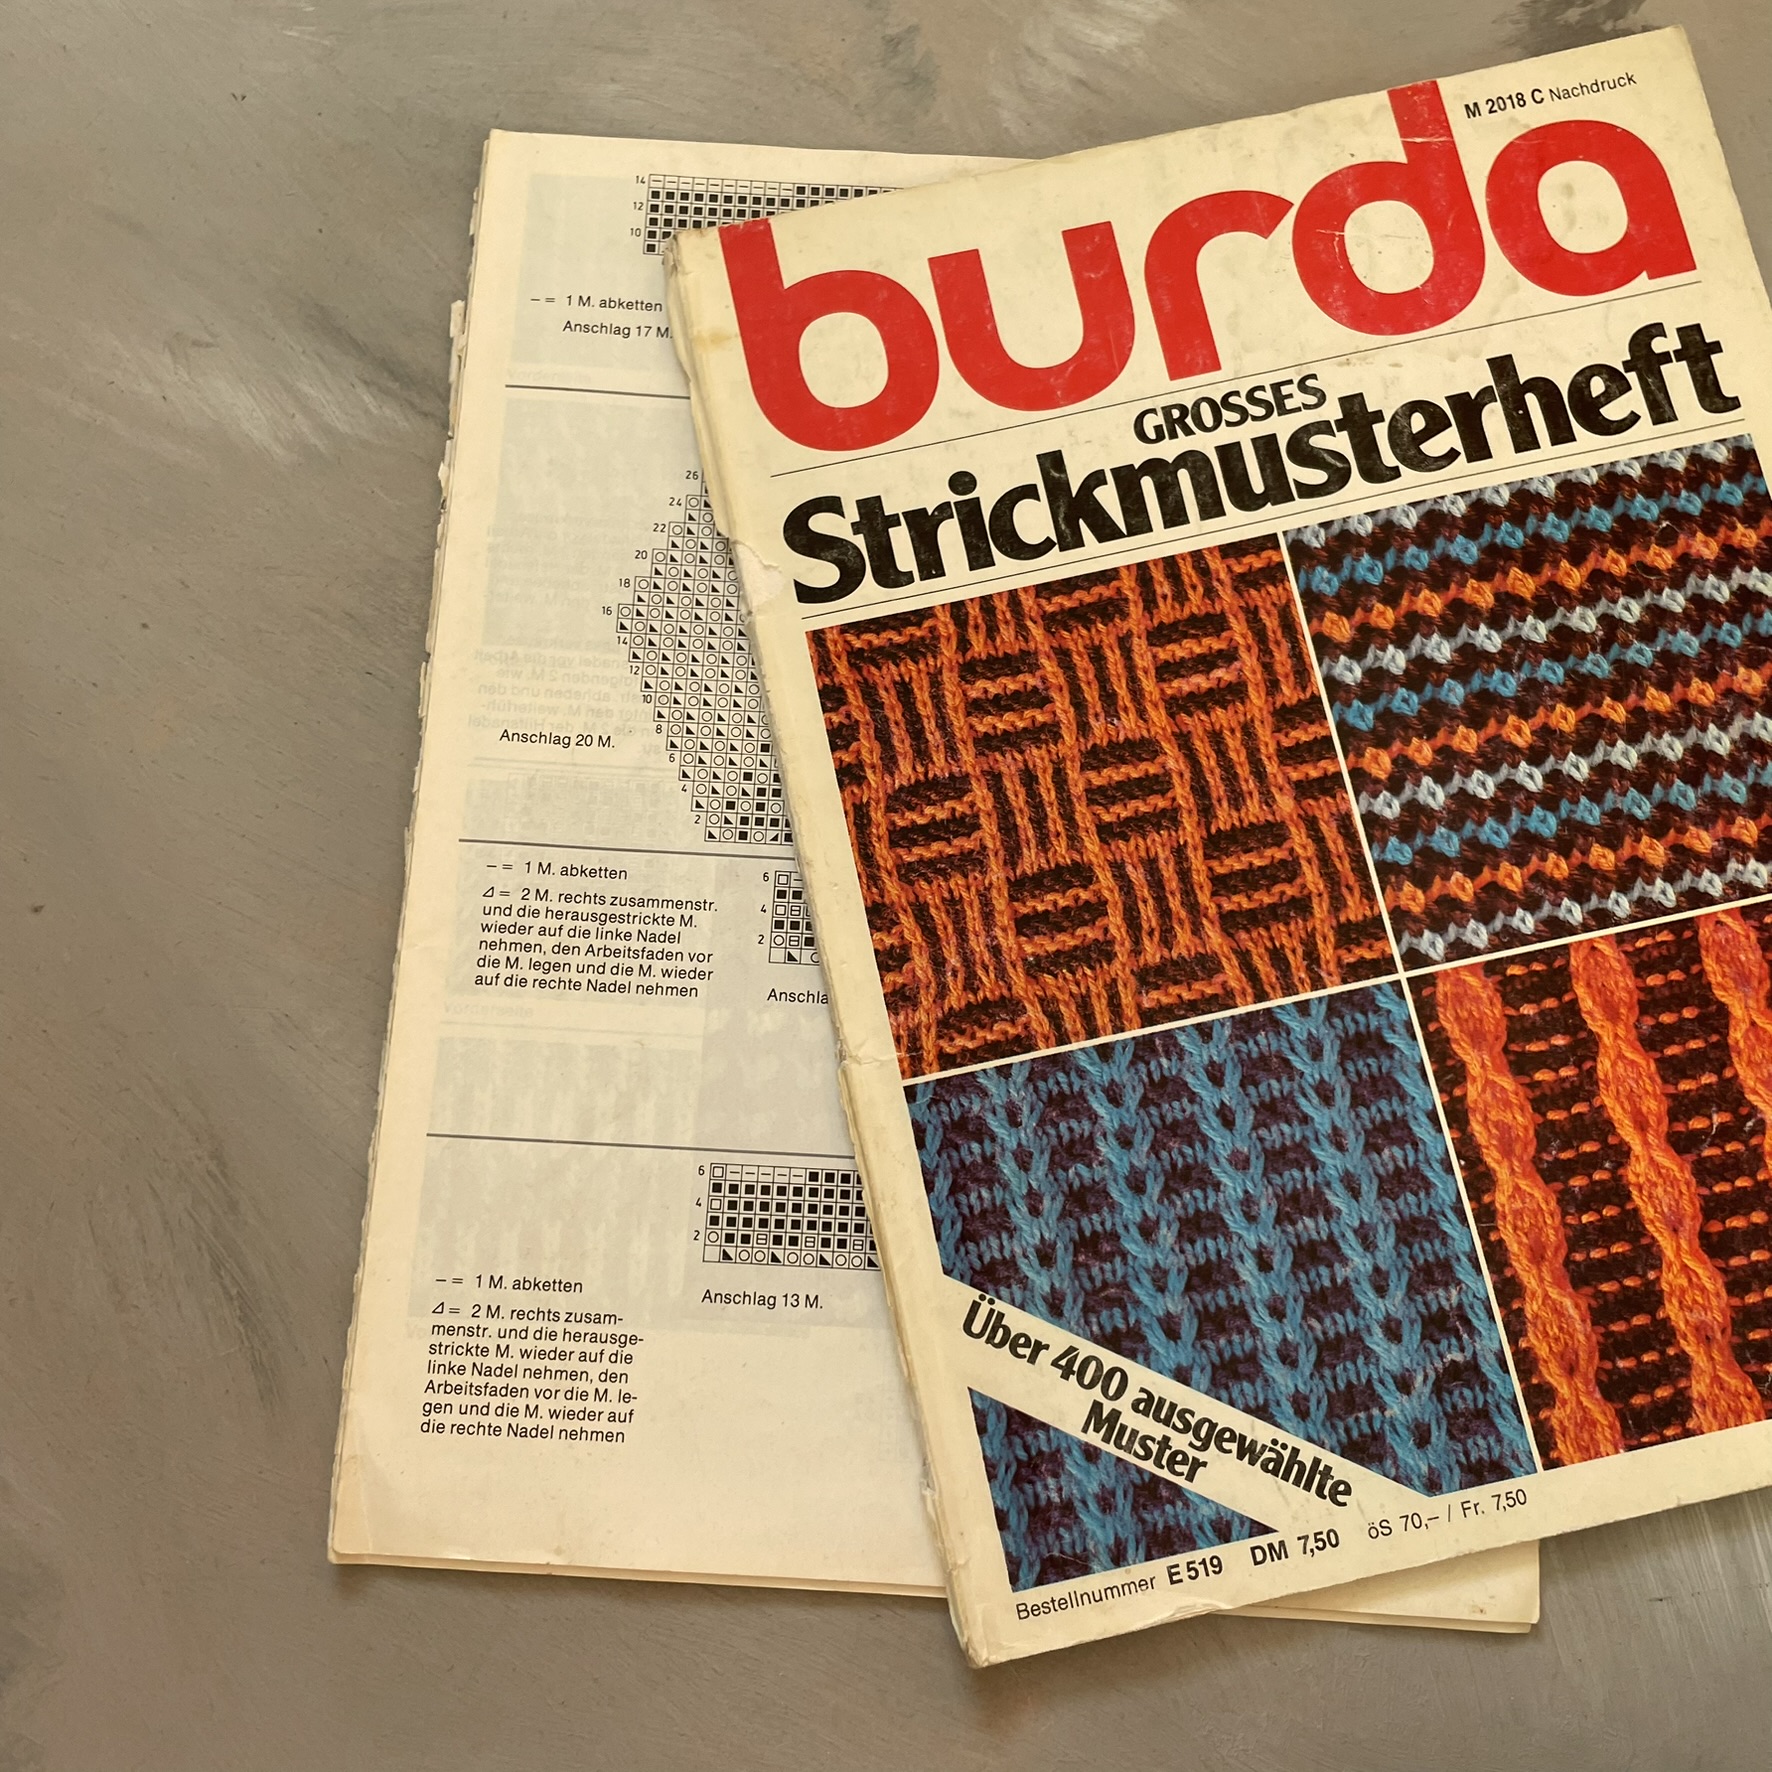 M 2018 C Nachdruck
burda
GROSSES
Strickmusterheft
Über 400 ausgewählte
Muster
Bestellnummer E 519 DM 7,50 öS 70,– / Fr. 7,50
14
12
10
– = 1 M. abketten
Anschlag 17 M.
26
24
22
20
18
16
14
12
10
8
6
4
2
Anschlag 20 M.
– = 1 M. abketten
⊿ = 2 M. rechts zusammenstr.
und die herausgestrickte M.
wieder auf die linke Nadel
nehmen, den Arbeitsfaden vor
die M. legen und die M. wieder
auf die rechte Nadel nehmen
6
4
2
Anschla
6
4
2
Anschlag 13 M.
– = 1 M. abketten
⊿ = 2 M. rechts zusam-
menstr. und die herausge-
strickte M. wieder auf die
linke Nadel nehmen, den
Arbeitsfaden vor die M. le-
gen und die M. wieder auf
die rechte Nadel nehmen